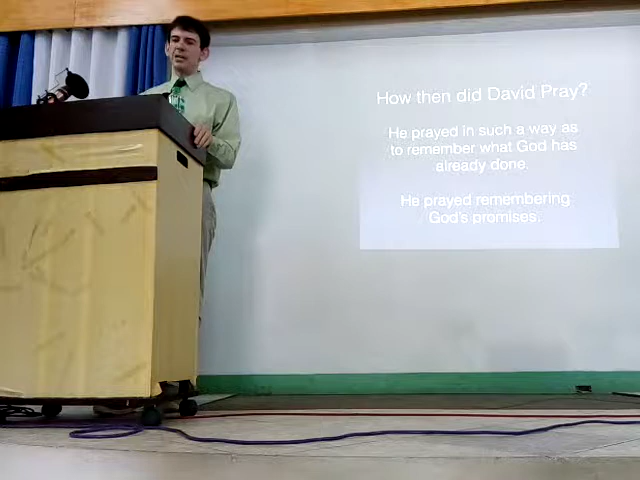 How then did David Pray?
He prayed in such a way as
to remember what God has
already done.
He prayed remembering
God's promises.